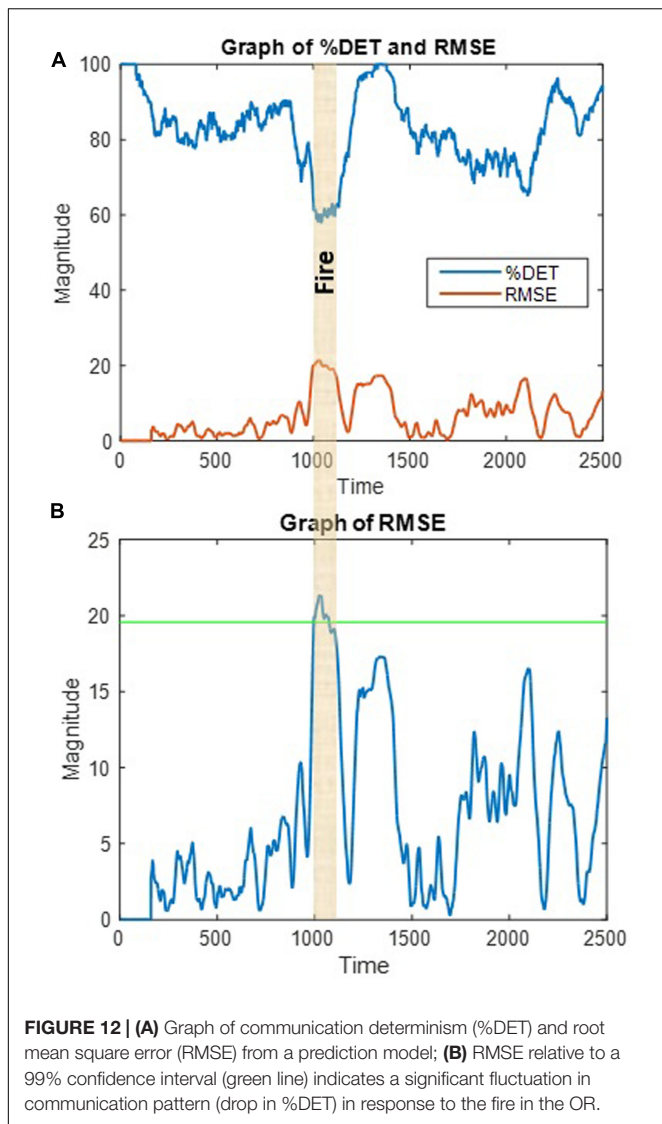 A
Graph of %DET and RMSE
100
80
60
40
20
0
Magnitude
Fire
%DET
RMSE
0 500 1000 1500 2000 2500
Time
B
Graph of RMSE
25
20
15
10
5
0
Magnitude
0 500 1000 1500 2000 2500
Time
FIGURE 12 | (A) Graph of communication determinism (%DET) and root
mean square error (RMSE) from a prediction model; (B) RMSE relative to a
99% confidence interval (green line) indicates a significant fluctuation in
communication pattern (drop in %DET) in response to the fire in the OR.